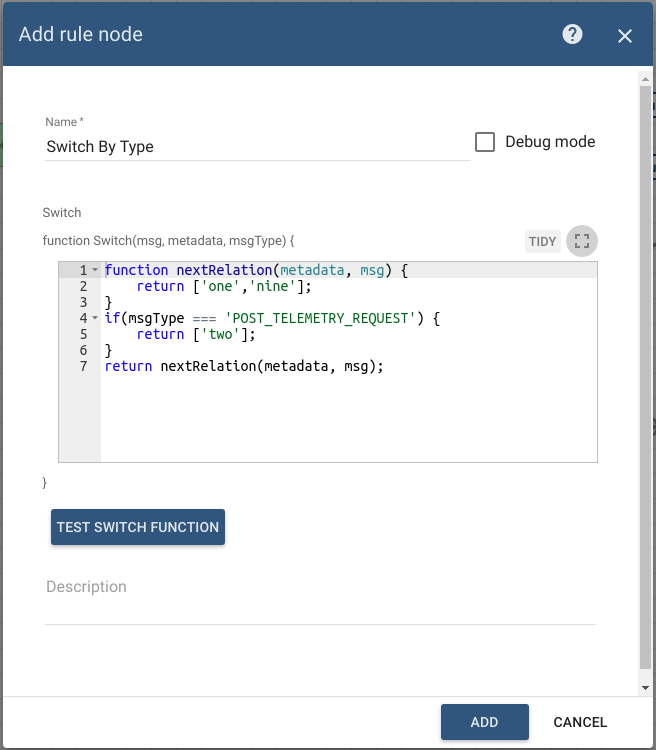 Add rule node
Name *
Switch By Type
Debug mode
Switch
function Switch(msg, metadata, msgType) {
TIDY
1 function nextRelation(metadata, msg) {
2     return ['one','nine'];
3 }
4 if(msgType === 'POST_TELEMETRY_REQUEST') {
5     return ['two'];
6 }
7 return nextRelation(metadata, msg);
}
TEST SWITCH FUNCTION
Description
ADD CANCEL